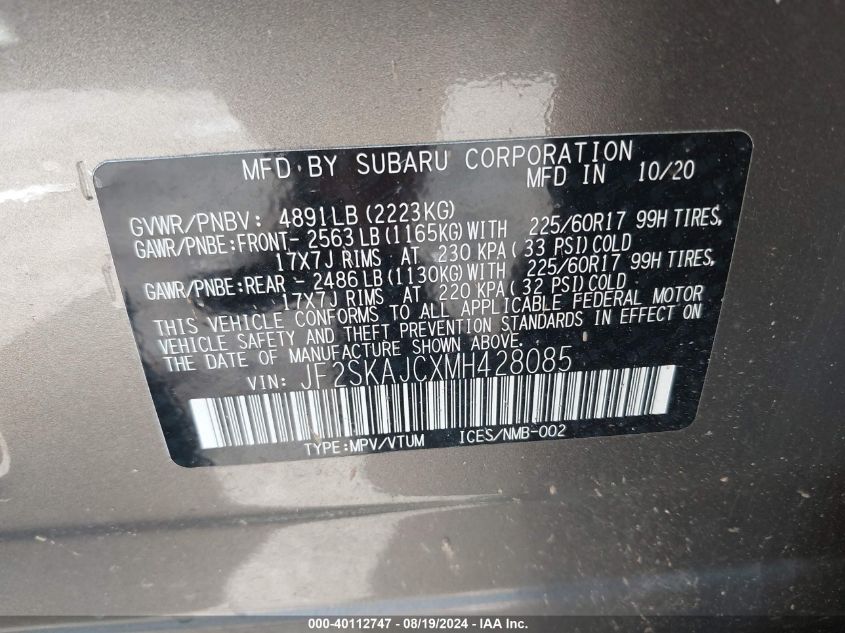 MFD. BY SUBARU CORPORATION
MFD IN 10/20
GVWR/PNBV: 4891LB (2223KG)
GAWR/PNBE:FRONT- 2563 LB (1165KG) WITH 225/60R17 99H TIRES,
17X7J RIMS AT 230 KPA ( 33 PSI) COLD
GAWR/PNBE:REAR - 2486 LB (1130KG) WITH 225/60R17 99H TIRES,
17X7J RIMS AT 220 KPA ( 32 PSI) COLD
THIS VEHICLE CONFORMS TO ALL APPLICABLE FEDERAL MOTOR
VEHICLE SAFETY AND THEFT PREVENTION STANDARDS IN EFFECT ON
THE DATE OF MANUFACTURE SHOWN ABOVE.
VIN: JF2SKAJCXMH428085
TYPE:MPV/VTUM ICES/NMB-002
000-40112747 - 08/19/2024 - © IAA Inc.